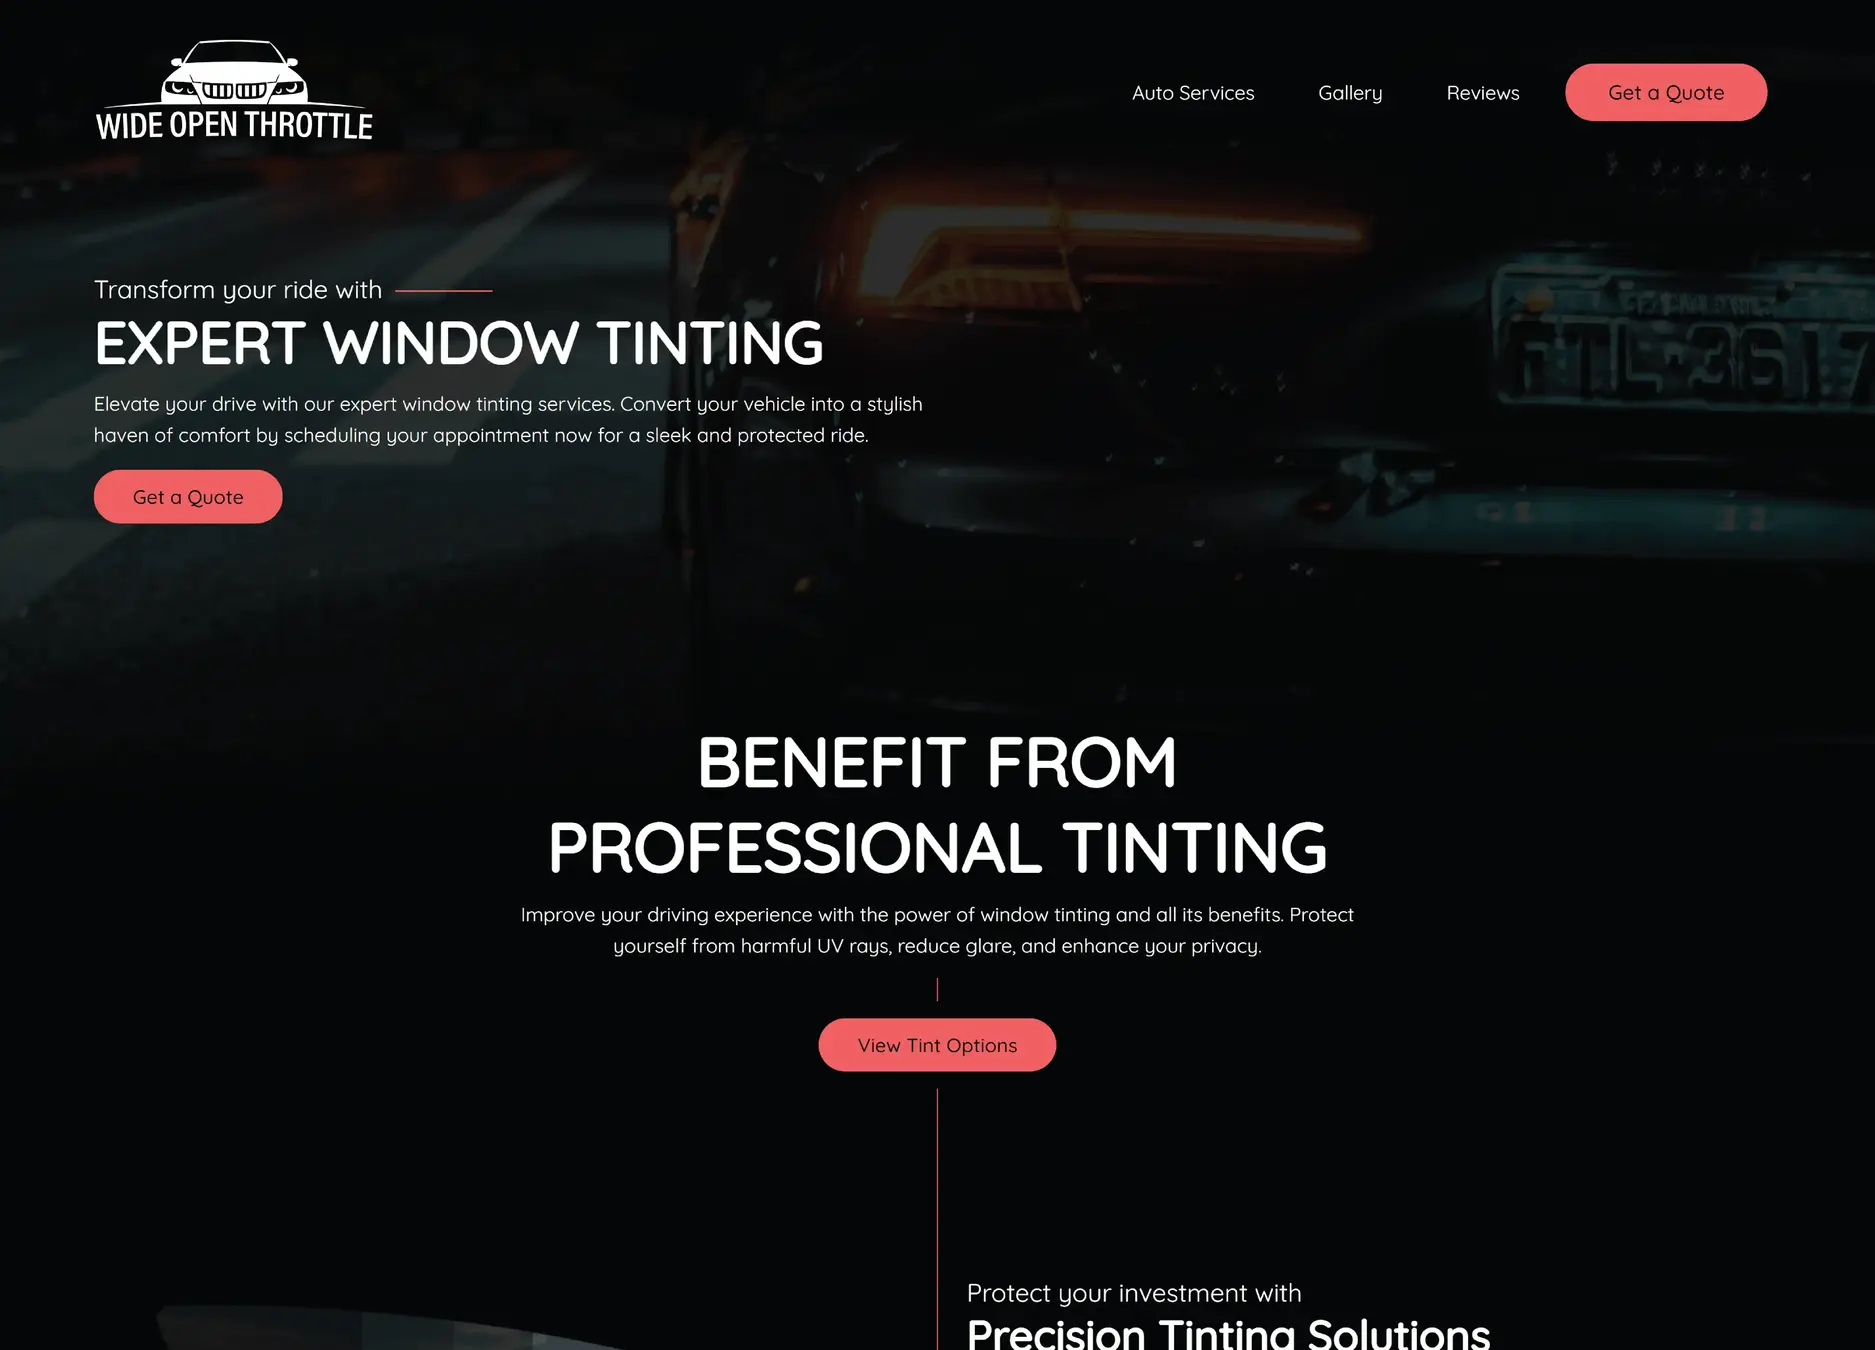 WIDE OPEN THROTTLE
Auto Services
Gallery
Reviews
Get a Quote
Transform your ride with
EXPERT WINDOW TINTING
Elevate your drive with our expert window tinting services. Convert your vehicle into a stylish
haven of comfort by scheduling your appointment now for a sleek and protected ride.
Get a Quote
BENEFIT FROM
PROFESSIONAL TINTING
Improve your driving experience with the power of window tinting and all its benefits. Protect
yourself from harmful UV rays, reduce glare, and enhance your privacy.
View Tint Options
Protect your investment with
Precision Tinting Solutions